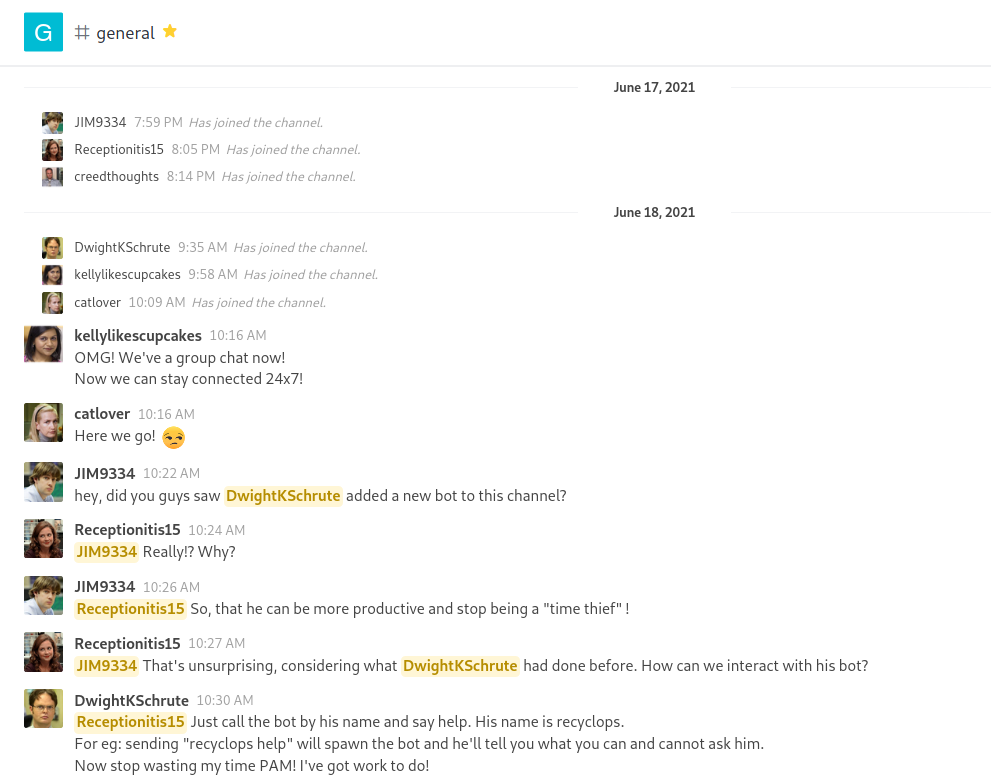 G # general
June 17, 2021
JIM9334 7:59 PM Has joined the channel.
Receptionitis15 8:05 PM Has joined the channel.
creedthoughts 8:14 PM Has joined the channel.
June 18, 2021
DwightKSchrute 9:35 AM Has joined the channel.
kellylikescupcakes 9:58 AM Has joined the channel.
catlover 10:09 AM Has joined the channel.
kellylikescupcakes 10:16 AM
OMG! We've a group chat now!
Now we can stay connected 24x7!
catlover 10:16 AM
Here we go!
JIM9334 10:22 AM
hey, did you guys saw DwightKSchrute added a new bot to this channel?
Receptionitis15 10:24 AM
JIM9334 Really!? Why?
JIM9334 10:26 AM
Receptionitis15 So, that he can be more productive and stop being a "time thief" !
Receptionitis15 10:27 AM
JIM9334 That's unsurprising, considering what DwightKSchrute had done before. How can we interact with his bot?
DwightKSchrute 10:30 AM
Receptionitis15 Just call the bot by his name and say help. His name is recyclops.
For eg: sending "recyclops help" will spawn the bot and he'll tell you what you can and cannot ask him.
Now stop wasting my time PAM! I've got work to do!